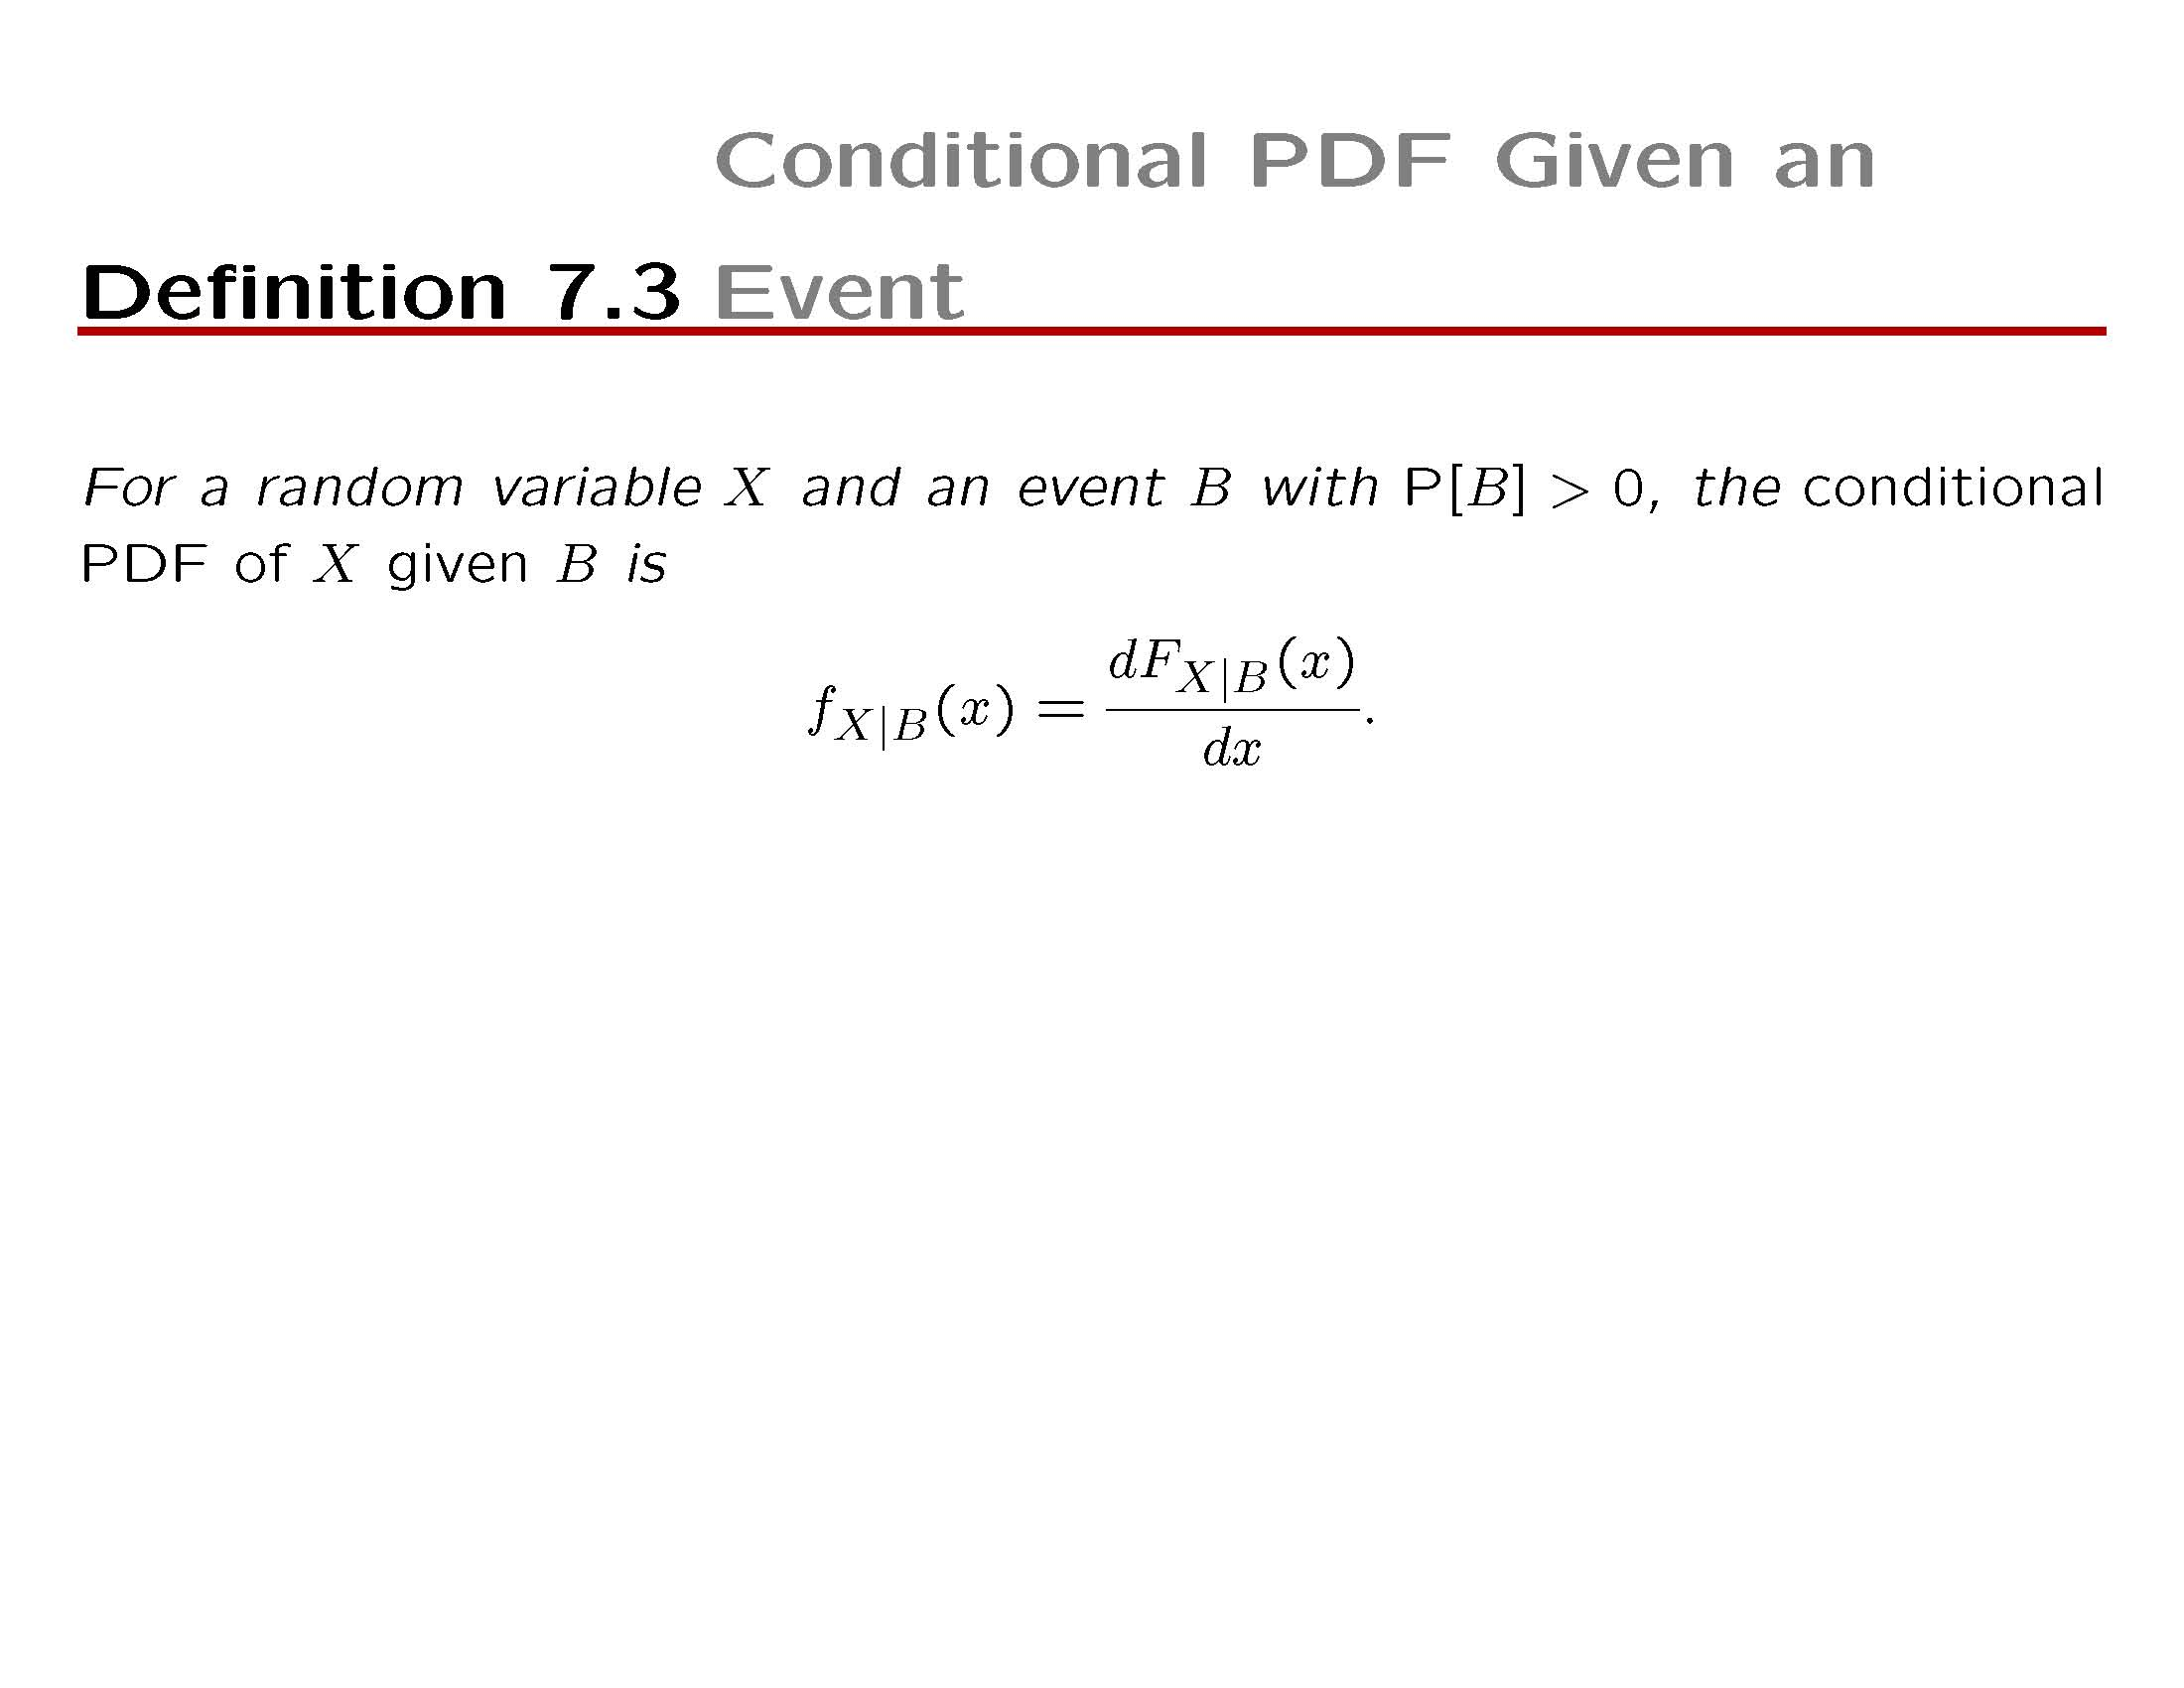 Conditional PDF Given an
Definition 7.3 Event
For a random variable X and an event B with P[B] > 0, the conditional
PDF of X given B is
f_{X|B}(x) = \frac{dF_{X|B}(x)}{dx}.